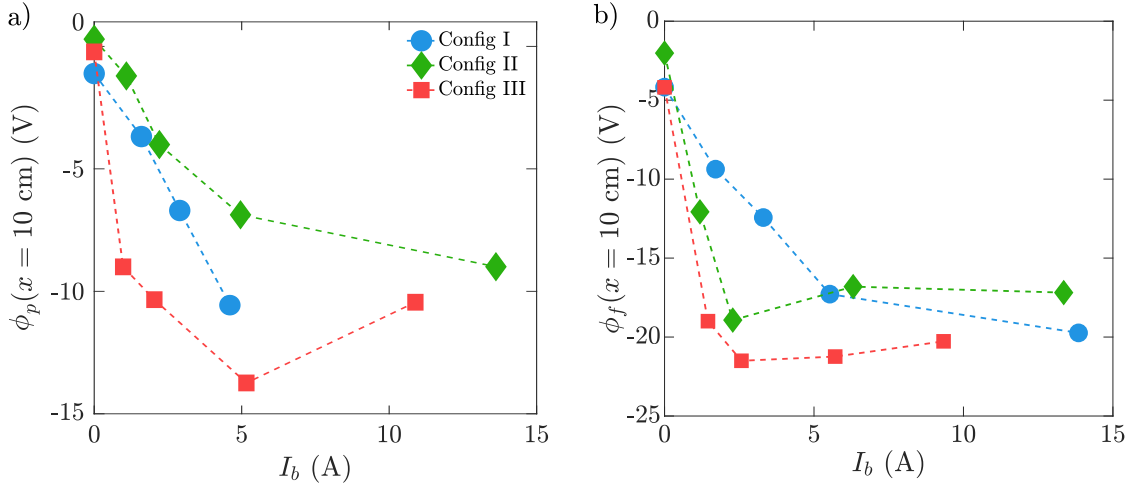 a)
ϕp(x = 10 cm) (V)
0
-5
-10
-15
Config I
Config II
Config III
0
5
10
15
Ib (A)
b)
ϕf(x = 10 cm) (V)
0
-5
-10
-15
-20
-25
0
5
10
15
Ib (A)